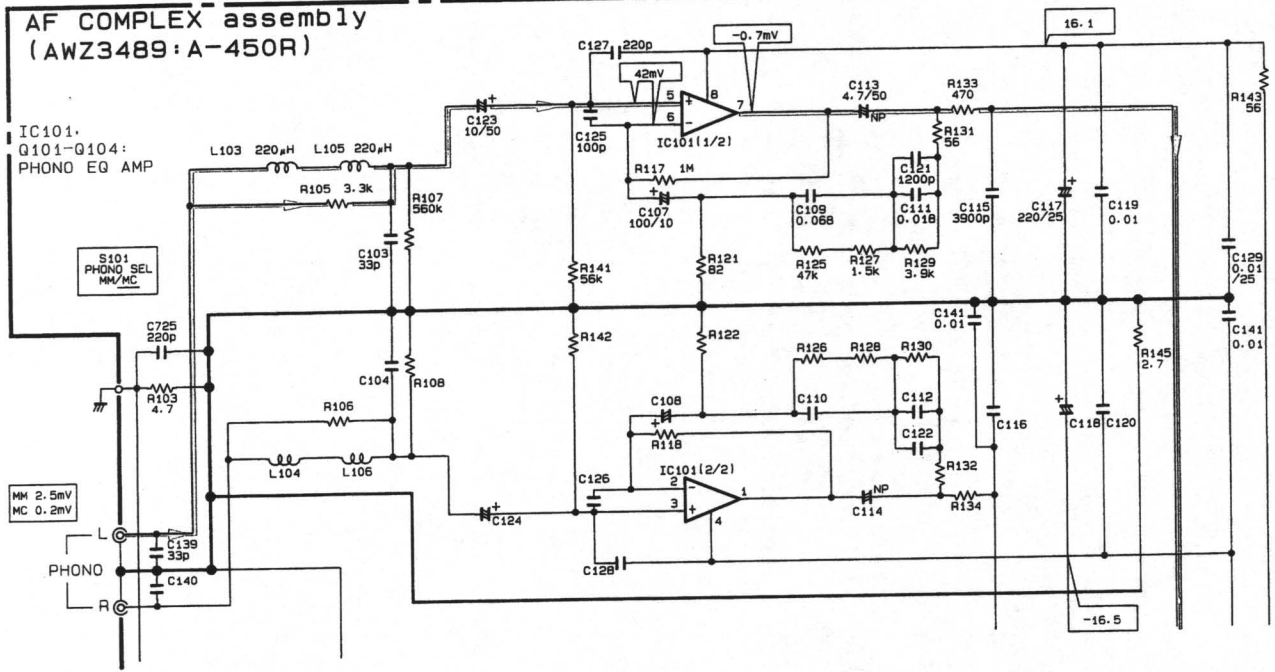 AF COMPLEX assembly
(AWZ3489:A-450R)
IC101,
Q101-Q104:
PHONO EQ AMP
S101
PHONO SEL
MM/MC
MM 2.5mV
MC 0.2mV
L
PHONO
R
C139
33p
C140
C725
220p
R103
4.7
L103 220μH
L105 220μH
R105 3.3k
R107
560k
C103
33p
C104
R108
R106
L104
L106
C123
10/50
+
C127
220p
42mV
-0.7mV
16.1
C125
100p
5
+
6
-
8
7
IC101(1/2)
R117 1M
C107
100/10
+
R141
56k
R142
R121
82
R122
C109
0.068
R125
47k
R127
1.5k
R129
3.9k
C121
1200p
C111
0.018
C113
4.7/50
NP
R133
470
R131
56
C115
3900p
C117
220/25
+
C119
0.01
R143
56
C129
0.01
/25
C141
0.01
C141
0.01
R145
2.7
R126
R128
R130
C110
C112
C122
C108
+
R118
C126
IC101(2/2)
2
-
3
+
4
1
C124
+
C128
NP
C114
R132
R134
C116
C118
+
C120
-16.5